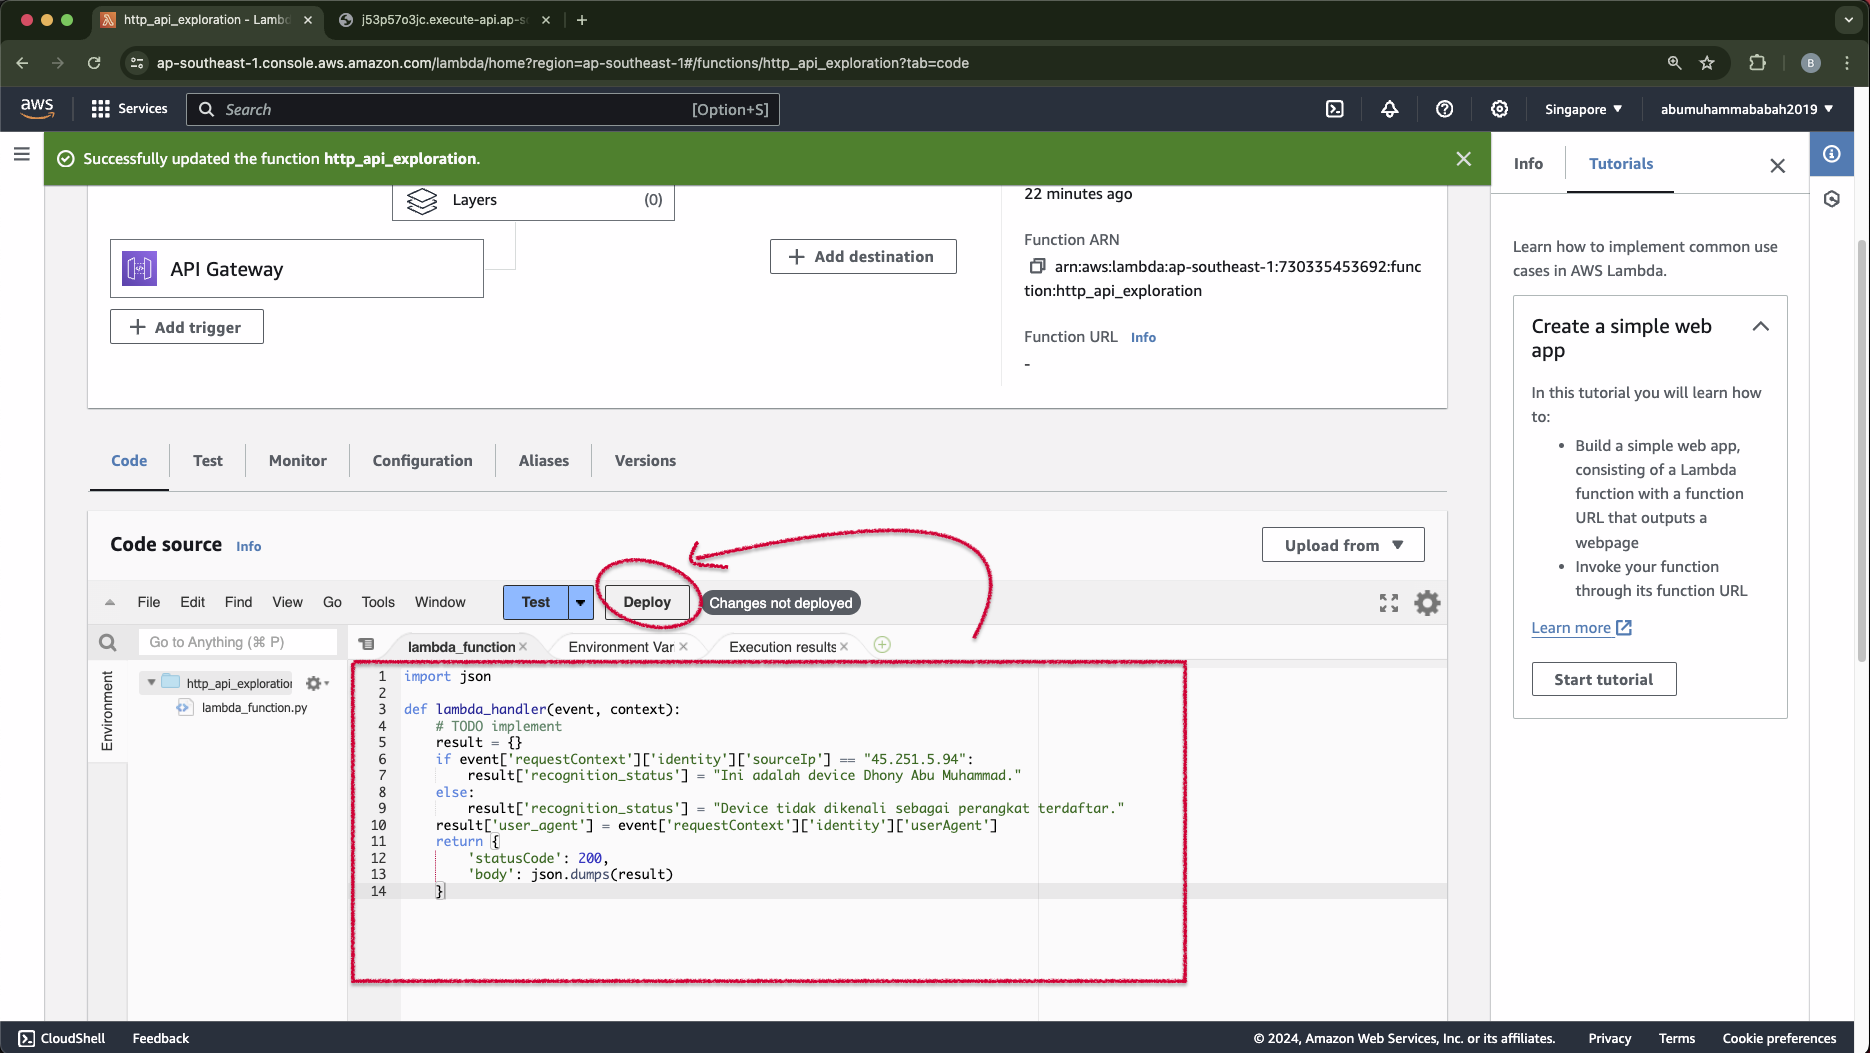 http_api_exploration - Lambd
j53p57o3jc.execute-api.ap-s
ap-southeast-1.console.aws.amazon.com/lambda/home?region=ap-southeast-1#/functions/http_api_exploration?tab=code
B
aws
Services
Search
[Option+S]
Singapore
abumuhammababah2019
Successfully updated the function http_api_exploration.
Layers
(0)
API Gateway
Add trigger
Add destination
22 minutes ago
Function ARN
arn:aws:lambda:ap-southeast-1:730335453692:func
tion:http_api_exploration
Function URL Info
-
Code
Test
Monitor
Configuration
Aliases
Versions
Code source Info
Upload from
File Edit Find View Go Tools Window
Test
Deploy
Changes not deployed
Go to Anything (⌘ P)
lambda_function
Environment Var
Execution results
Environment
http_api_exploration
lambda_function.py
1 import json
2
3 def lambda_handler(event, context):
4 # TODO implement
5 result = {}
6 if event['requestContext']['identity']['sourceIp'] == "45.251.5.94":
7 result['recognition_status'] = "Ini adalah device Dhony Abu Muhammad."
8 else:
9 result['recognition_status'] = "Device tidak dikenali sebagai perangkat terdaftar."
10 result['user_agent'] = event['requestContext']['identity']['userAgent']
11 return {
12 'statusCode': 200,
13 'body': json.dumps(result)
14 }
Info
Tutorials
Learn how to implement common use
cases in AWS Lambda.
Create a simple web
app
In this tutorial you will learn how
to:
• Build a simple web app,
consisting of a Lambda
function with a function
URL that outputs a
webpage
• Invoke your function
through its function URL
Learn more
Start tutorial
CloudShell
Feedback
© 2024, Amazon Web Services, Inc. or its affiliates.
Privacy
Terms
Cookie preferences